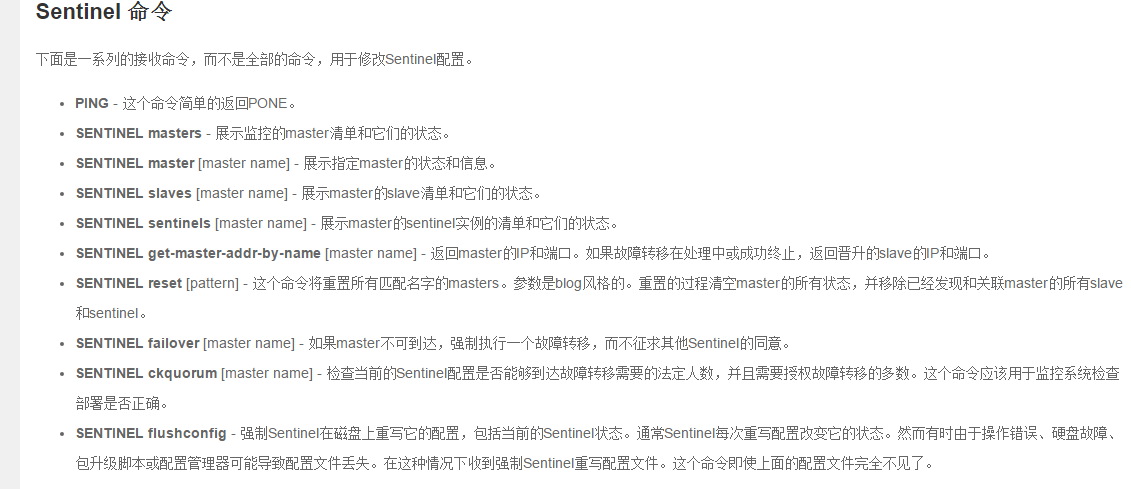 Sentinel 命令
下面是一系列的接收命令，而不是全部的命令，用于修改Sentinel配置。
• PING - 这个命令简单的返回PONE。
• SENTINEL masters - 展示监控的master清单和它们的状态。
• SENTINEL master [master name] - 展示指定master的状态和信息。
• SENTINEL slaves [master name] - 展示master的slave清单和它们的状态。
• SENTINEL sentinels [master name] - 展示master的sentinel实例的清单和它们的状态。
• SENTINEL get-master-addr-by-name [master name] - 返回master的IP和端口。如果故障转移在处理中或成功终止，返回晋升的slave的IP和端口。
• SENTINEL reset [pattern] - 这个命令将重置所有匹配名字的masters。参数是blog风格的。重置的过程清空master的所有状态，并移除已经发现和关联master的所有slave
和sentinel。
• SENTINEL failover [master name] - 如果master不可到达，强制执行一个故障转移，而不征求其他Sentinel的同意。
• SENTINEL ckquorum [master name] - 检查当前的Sentinel配置是否能够到达故障转移需要的法定人数，并且需要授权故障转移的多数。这个命令应该用于监控系统检查
部署是否正确。
• SENTINEL flushconfig - 强制Sentinel在磁盘上重写它的配置，包括当前的Sentinel状态。通常Sentinel每次重写配置改变它的状态。然而有时由于操作错误、硬盘故障、
包升级脚本或配置管理器可能导致配置文件丢失。在这种情况下收到强制Sentinel重写配置文件。这个命令即使上面的配置文件完全不见了。